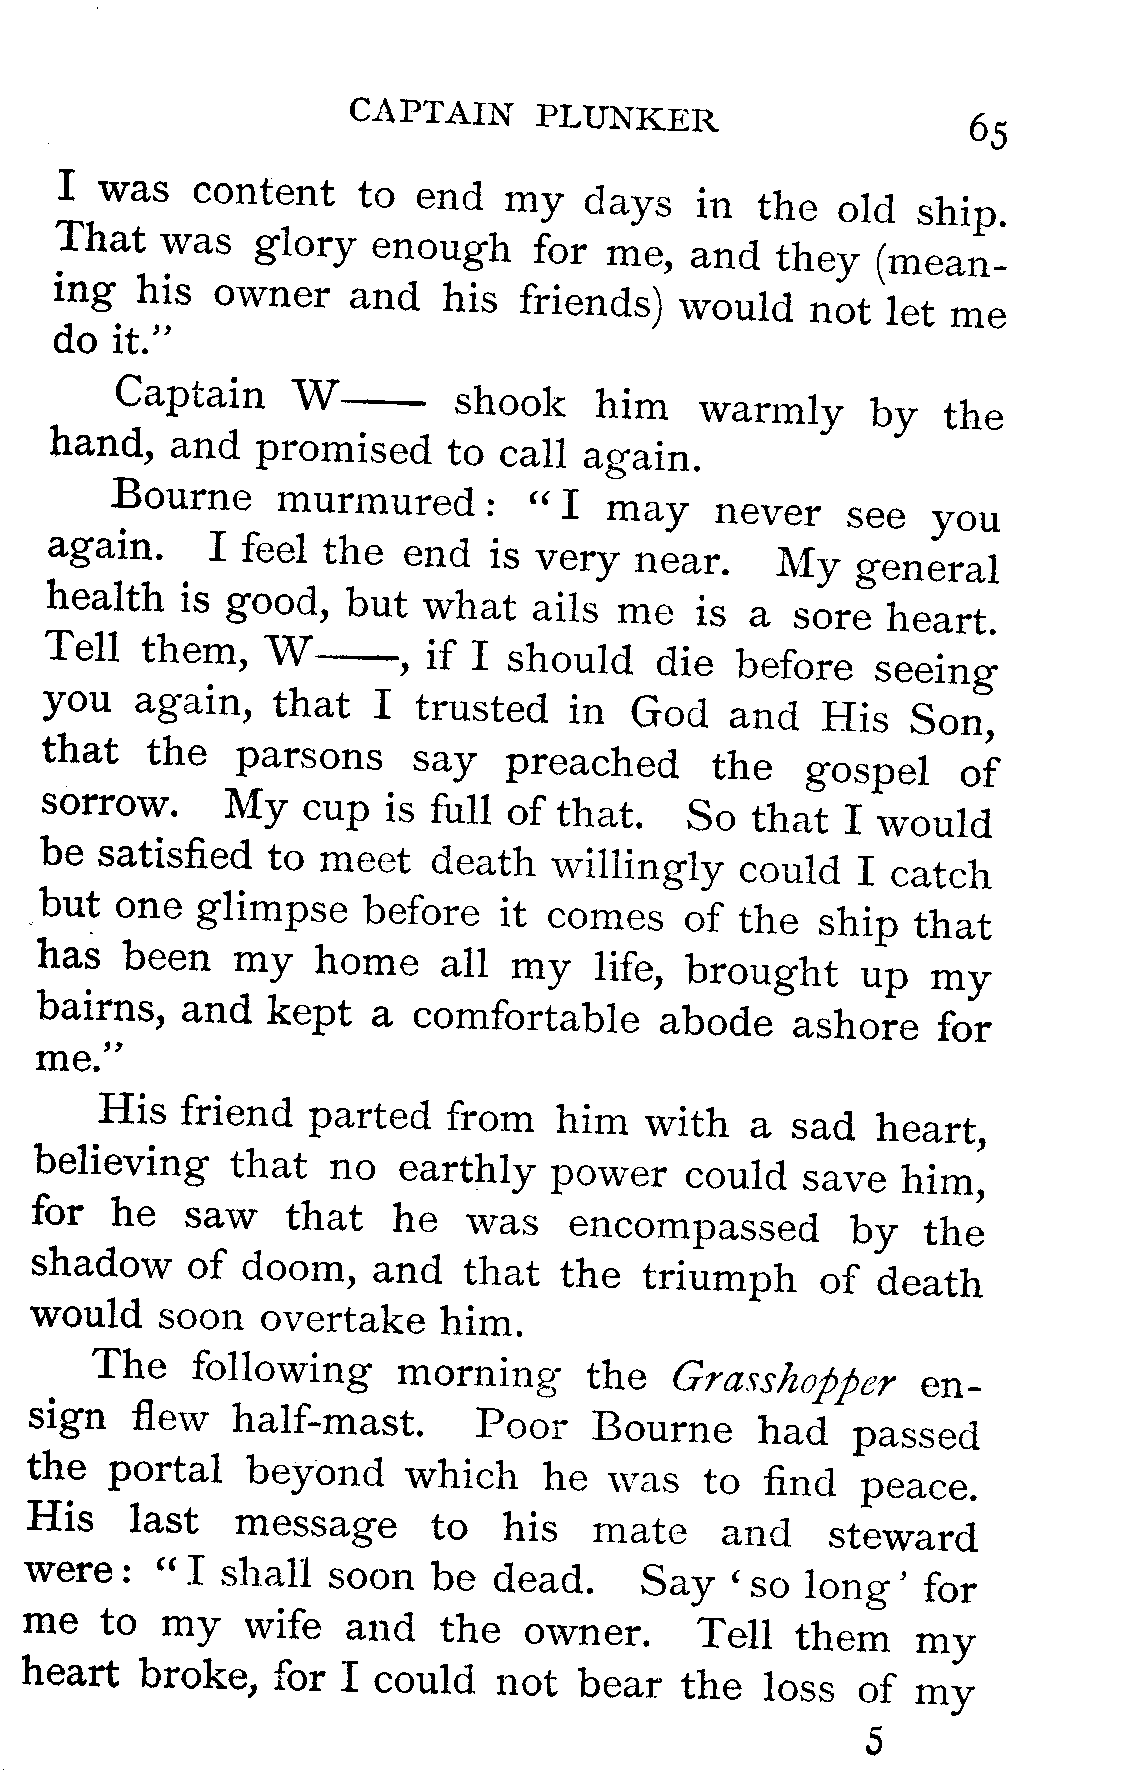 CAPTAIN PLUNKER 65
I was content to end my days in the old ship.
That was glory enough for me, and they (mean-
ing his owner and his friends) would not let me
do it."
Captain W—— shook him warmly by the
hand, and promised to call again.
Bourne murmured: "I may never see you
again. I feel the end is very near. My general
health is good, but what ails me is a sore heart.
Tell them, W——, if I should die before seeing
you again, that I trusted in God and His Son,
that the parsons say preached the gospel of
sorrow. My cup is full of that. So that I would
be satisfied to meet death willingly could I catch
but one glimpse before it comes of the ship that
has been my home all my life, brought up my
bairns, and kept a comfortable abode ashore for
me."
His friend parted from him with a sad heart,
believing that no earthly power could save him,
for he saw that he was encompassed by the
shadow of doom, and that the triumph of death
would soon overtake him.
The following morning the Grasshopper en-
sign flew half-mast. Poor Bourne had passed
the portal beyond which he was to find peace.
His last message to his mate and steward
were: "I shall soon be dead. Say 'so long' for
me to my wife and the owner. Tell them my
heart broke, for I could not bear the loss of my
5